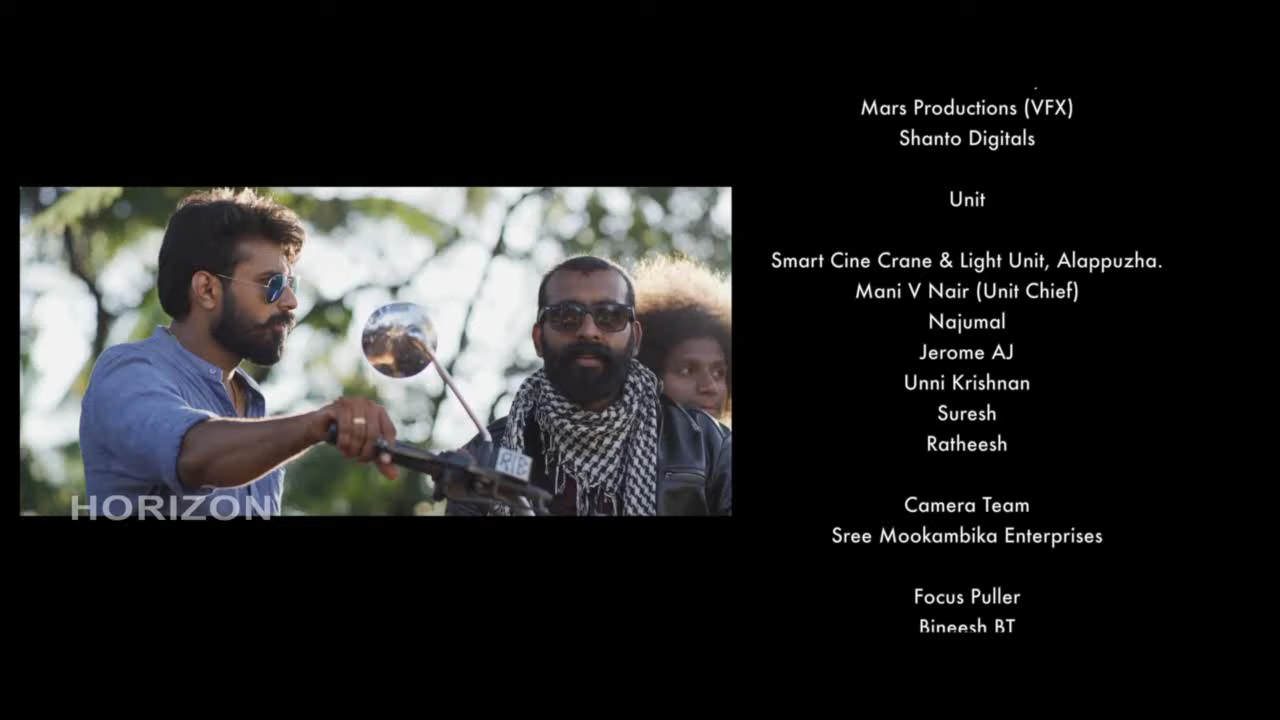 Mars Productions (VFX)
Shanto Digitals
Unit
Smart Cine Crane & Light Unit, Alappuzha.
Mani V Nair (Unit Chief)
Najumal
Jerome AJ
Unni Krishnan
Suresh
Ratheesh
Camera Team
Sree Mookambika Enterprises
Focus Puller
Bineesh BT
HORIZON